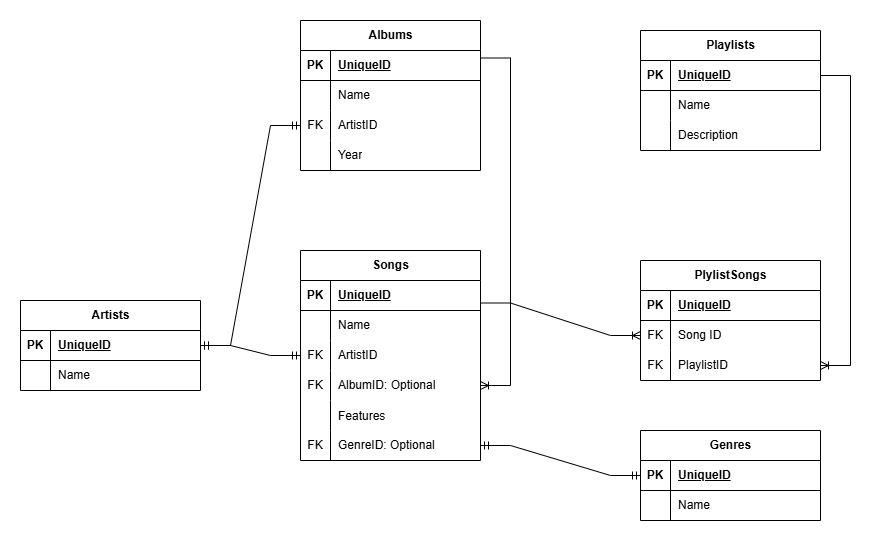 Albums
PK UniqueID
Name
FK ArtistID
Year
Playlists
PK UniqueID
Name
Description
Songs
PK UniqueID
Name
FK ArtistID
FK AlbumID: Optional
Features
FK GenreID: Optional
PlylistSongs
PK UniqueID
FK Song ID
FK PlaylistID
Artists
PK UniqueID
Name
Genres
PK UniqueID
Name